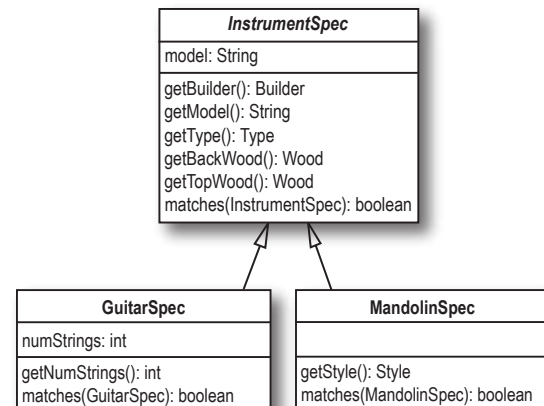 InstrumentSpec
model: String
getBuilder(): Builder
getModel(): String
getType(): Type
getBackWood(): Wood
getTopWood(): Wood
matches(InstrumentSpec): boolean
GuitarSpec
numStrings: int
getNumStrings(): int
matches(GuitarSpec): boolean
MandolinSpec
getStyle(): Style
matches(MandolinSpec): boolean